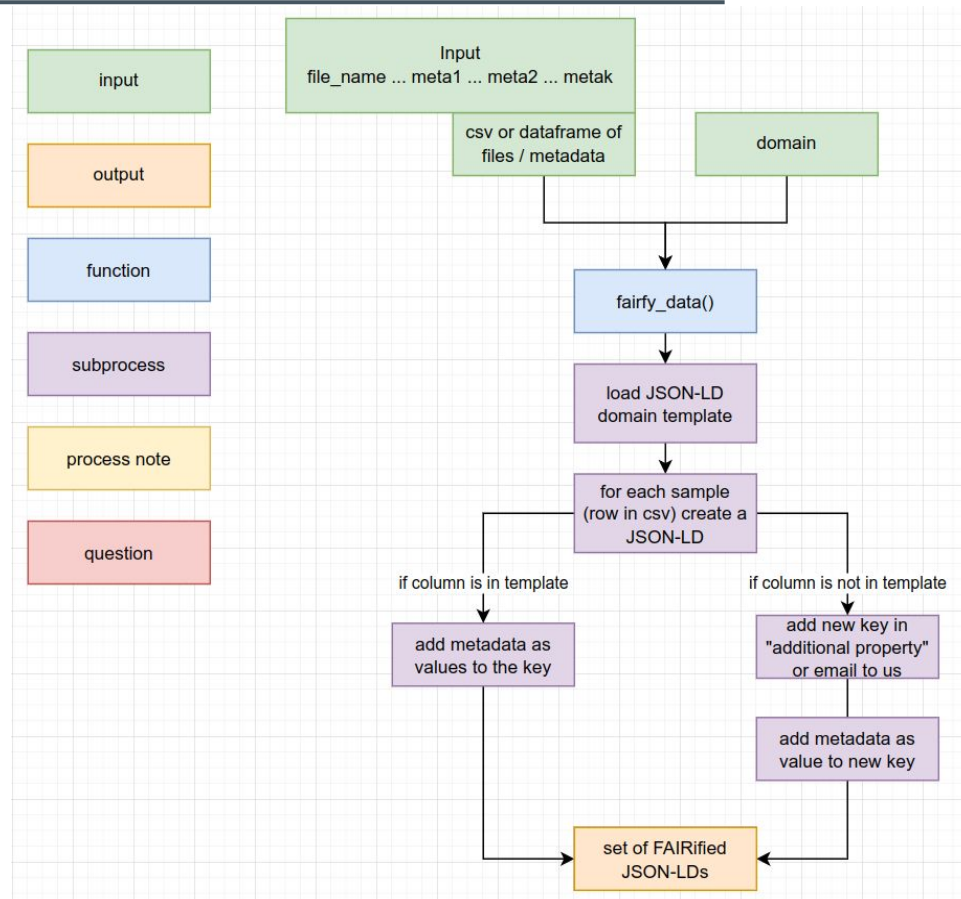 input
output
function
subprocess
process note
question
Input
file_name ... meta1 ... meta2 ... metak
csv or dataframe of
files / metadata
domain
fairfy_data()
load JSON-LD
domain template
for each sample
(row in csv) create a
JSON-LD
if column is in template
if column is not in template
add metadata as
values to the key
add new key in
"additional property"
or email to us
add metadata as
value to new key
set of FAIRified
JSON-LDs